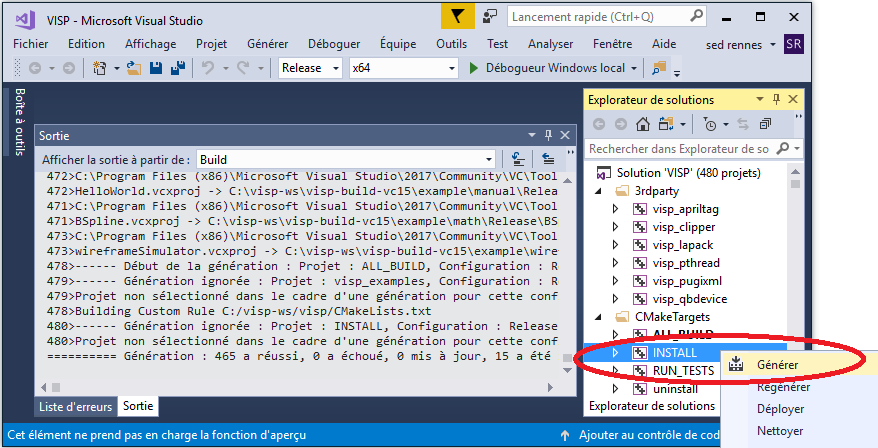 VISP - Microsoft Visual Studio
Lancement rapide (Ctrl+Q)
Fichier Edition Affichage Projet Générer Déboguer Équipe Outils Test Analyser Fenêtre Aide sed rennes SR
Release x64 Débogueur Windows local
Boîte à outils
Sortie
Afficher la sortie à partir de : Build
472>C:\Program Files (x86)\Microsoft Visual Studio\2017\Community\VC\Tool
472>HelloWorld.vcxproj -> C:\visp-ws\visp-build-vc15\example\manual\Relea
471>C:\Program Files (x86)\Microsoft Visual Studio\2017\Community\VC\Tool
471>BSpline.vcxproj -> C:\visp-ws\visp-build-vc15\example\math\Release\BS
473>C:\Program Files (x86)\Microsoft Visual Studio\2017\Community\VC\Tool
473>wireframeSimulator.vcxproj -> C:\visp-ws\visp-build-vc15\example\wire
478>------ Début de la génération : Projet : ALL_BUILD, Configuration : R
479>------ Génération ignorée : Projet : visp_examples, Configuration : R
479>Projet non sélectionné dans le cadre d'une génération pour cette conf
478>Building Custom Rule C:/visp-ws/visp/CMakeLists.txt
480>------ Génération ignorée : Projet : INSTALL, Configuration : Release
480>Projet non sélectionné dans le cadre d'une génération pour cette conf
========== Génération : 465 a réussi, 0 a échoué, 0 mis à jour, 15 a été
Liste d'erreurs Sortie
Explorateur de solutions
Rechercher dans Explorateur de so
Solution 'VISP' (480 projets)
3rdparty
visp_apriltag
visp_clipper
visp_lapack
visp_pthread
visp_pugixml
visp_qbdevice
CMakeTargets
ALL_BUILD
INSTALL
RUN_TESTS
uninstall
Explorateur de solutions
Générer
Regénérer
Déployer
Nettoyer
Cet élément ne prend pas en charge la fonction d'aperçu
Ajouter au contrôle de cod